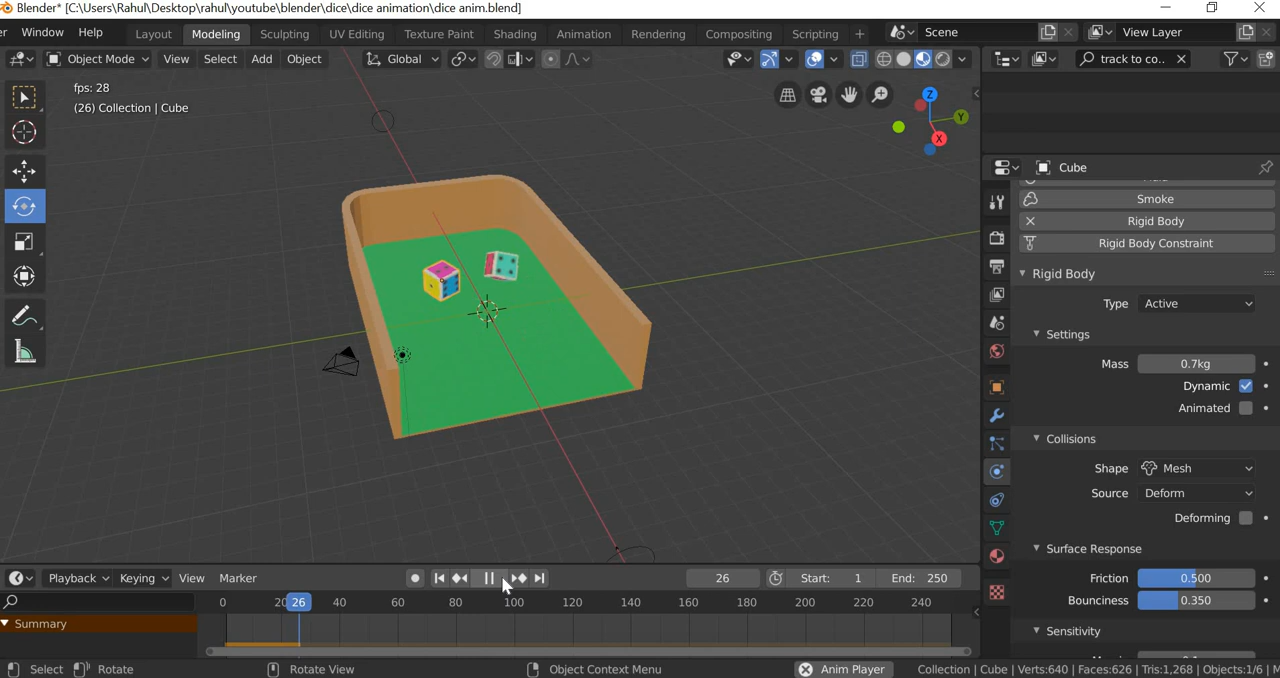 Blender* [C:\Users\Rahul\Desktop\rahul\youtube\blender\dice\dice animation\dice anim.blend]
Window Help Layout Modeling Sculpting UV Editing Texture Paint Shading Animation Rendering Compositing Scripting + Scene View Layer
Object Mode View Select Add Object Global track to co..
fps: 28
(26) Collection | Cube
Z
Y
X
Cube
Smoke
Rigid Body
Rigid Body Constraint
Rigid Body
Type Active
Settings
Mass 0.7kg
Dynamic
Animated
Collisions
Shape Mesh
Source Deform
Deforming
Surface Response
Friction 0.500
Bounciness 0.350
Sensitivity
Playback Keying View Marker 26 Start: 1 End: 250
0 20 26 40 60 80 100 120 140 160 180 200 220 240
Summary
Select Rotate Rotate View Object Context Menu Anim Player Collection | Cube | Verts:640 | Faces:626 | Tris:1,268 | Objects:1/6 | M